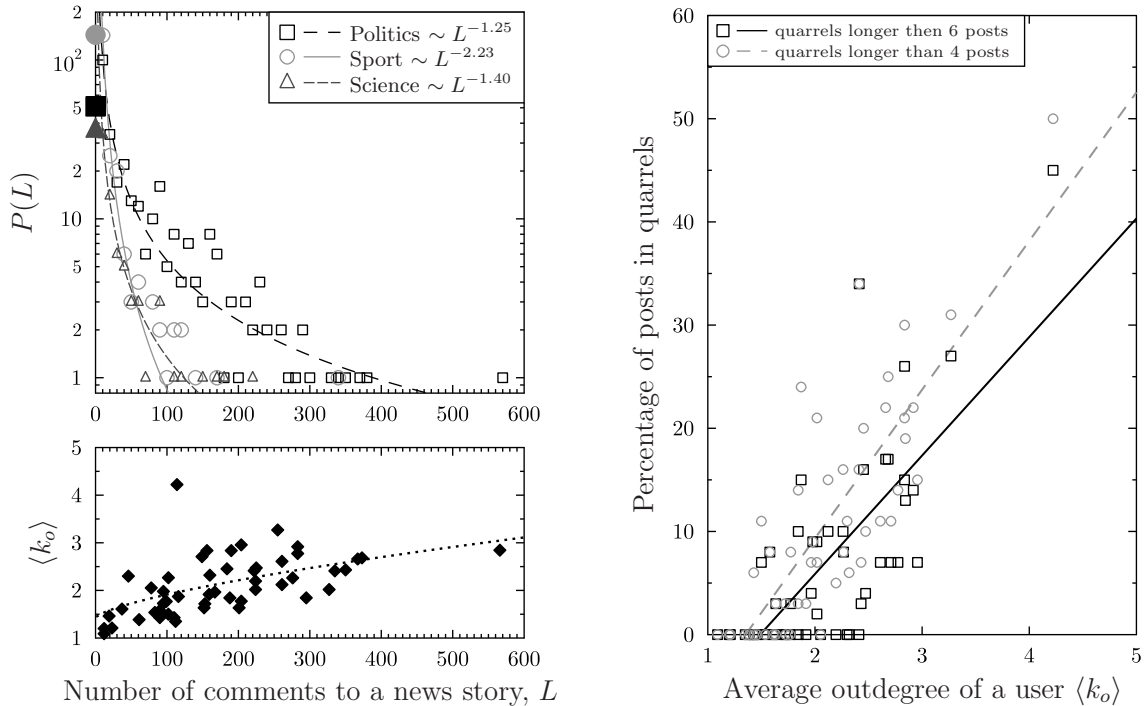 Politics ∼ L^{−1.25}
Sport ∼ L^{−2.23}
Science ∼ L^{−1.40}
P(L)
2
10^2
5
2
10
5
2
1
0 100 200 300 400 500 600
⟨k_o⟩
5
4
3
2
1
0 100 200 300 400 500 600
Number of comments to a news story, L
quarrels longer then 6 posts
quarrels longer than 4 posts
Percentage of posts in quarrels
60
50
40
30
20
10
0
1 2 3 4 5
Average outdegree of a user ⟨k_o⟩